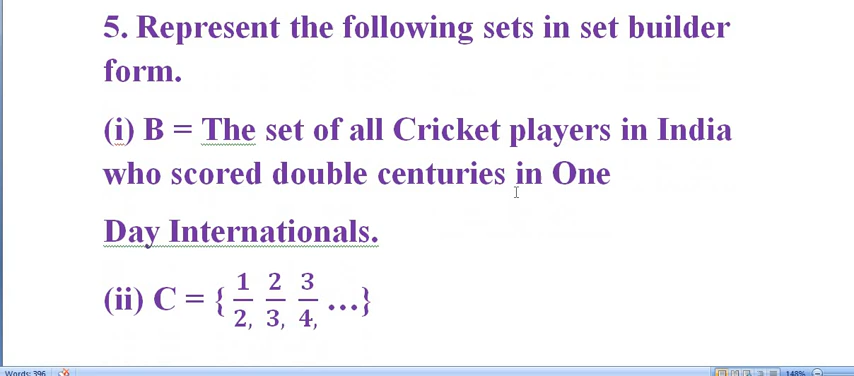 5. Represent the following sets in set builder
form.
(i) B = The set of all Cricket players in India
who scored double centuries in One
Day Internationals.
(ii) C = { 1/2, 2/3, 3/4, …}
Words: 396 148%